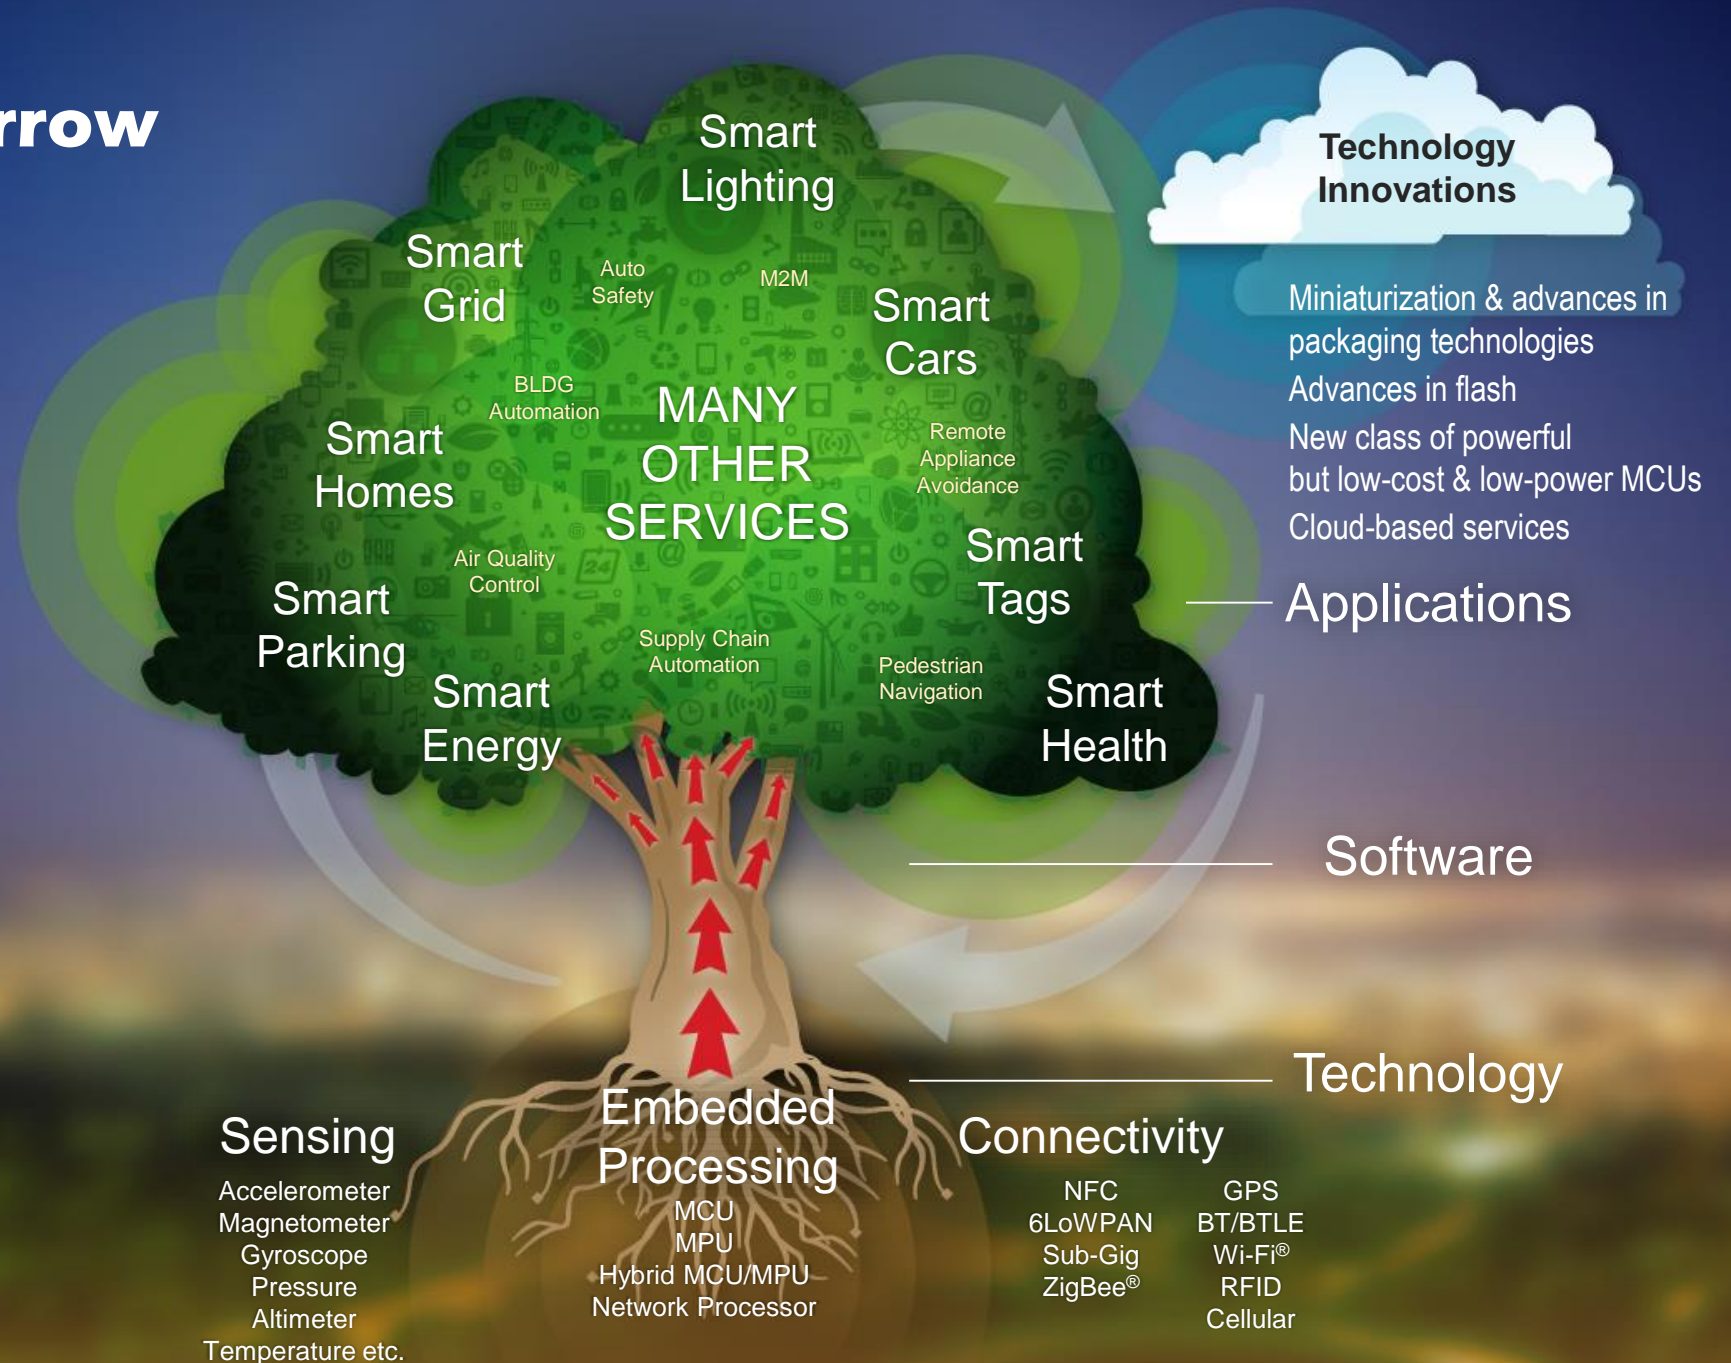 rrow
Smart
Lighting
Technology
Innovations
Smart
Grid
Auto
Safety
M2M
Smart
Cars
Miniaturization & advances in
packaging technologies
Advances in flash
New class of powerful
but low-cost & low-power MCUs
Cloud-based services
BLDG
Automation
MANY
OTHER
SERVICES
Smart
Homes
Remote
Appliance
Avoidance
Air Quality
Control
Smart
Tags
Smart
Parking
Applications
Supply Chain
Automation
Pedestrian
Navigation
Smart
Energy
Smart
Health
Software
Technology
Sensing
Accelerometer
Magnetometer
Gyroscope
Pressure
Altimeter
Temperature etc.
Embedded
Processing
MCU
MPU
Hybrid MCU/MPU
Network Processor
Connectivity
NFC
6LoWPAN
Sub-Gig
ZigBee®
GPS
BT/BTLE
Wi-Fi®
RFID
Cellular